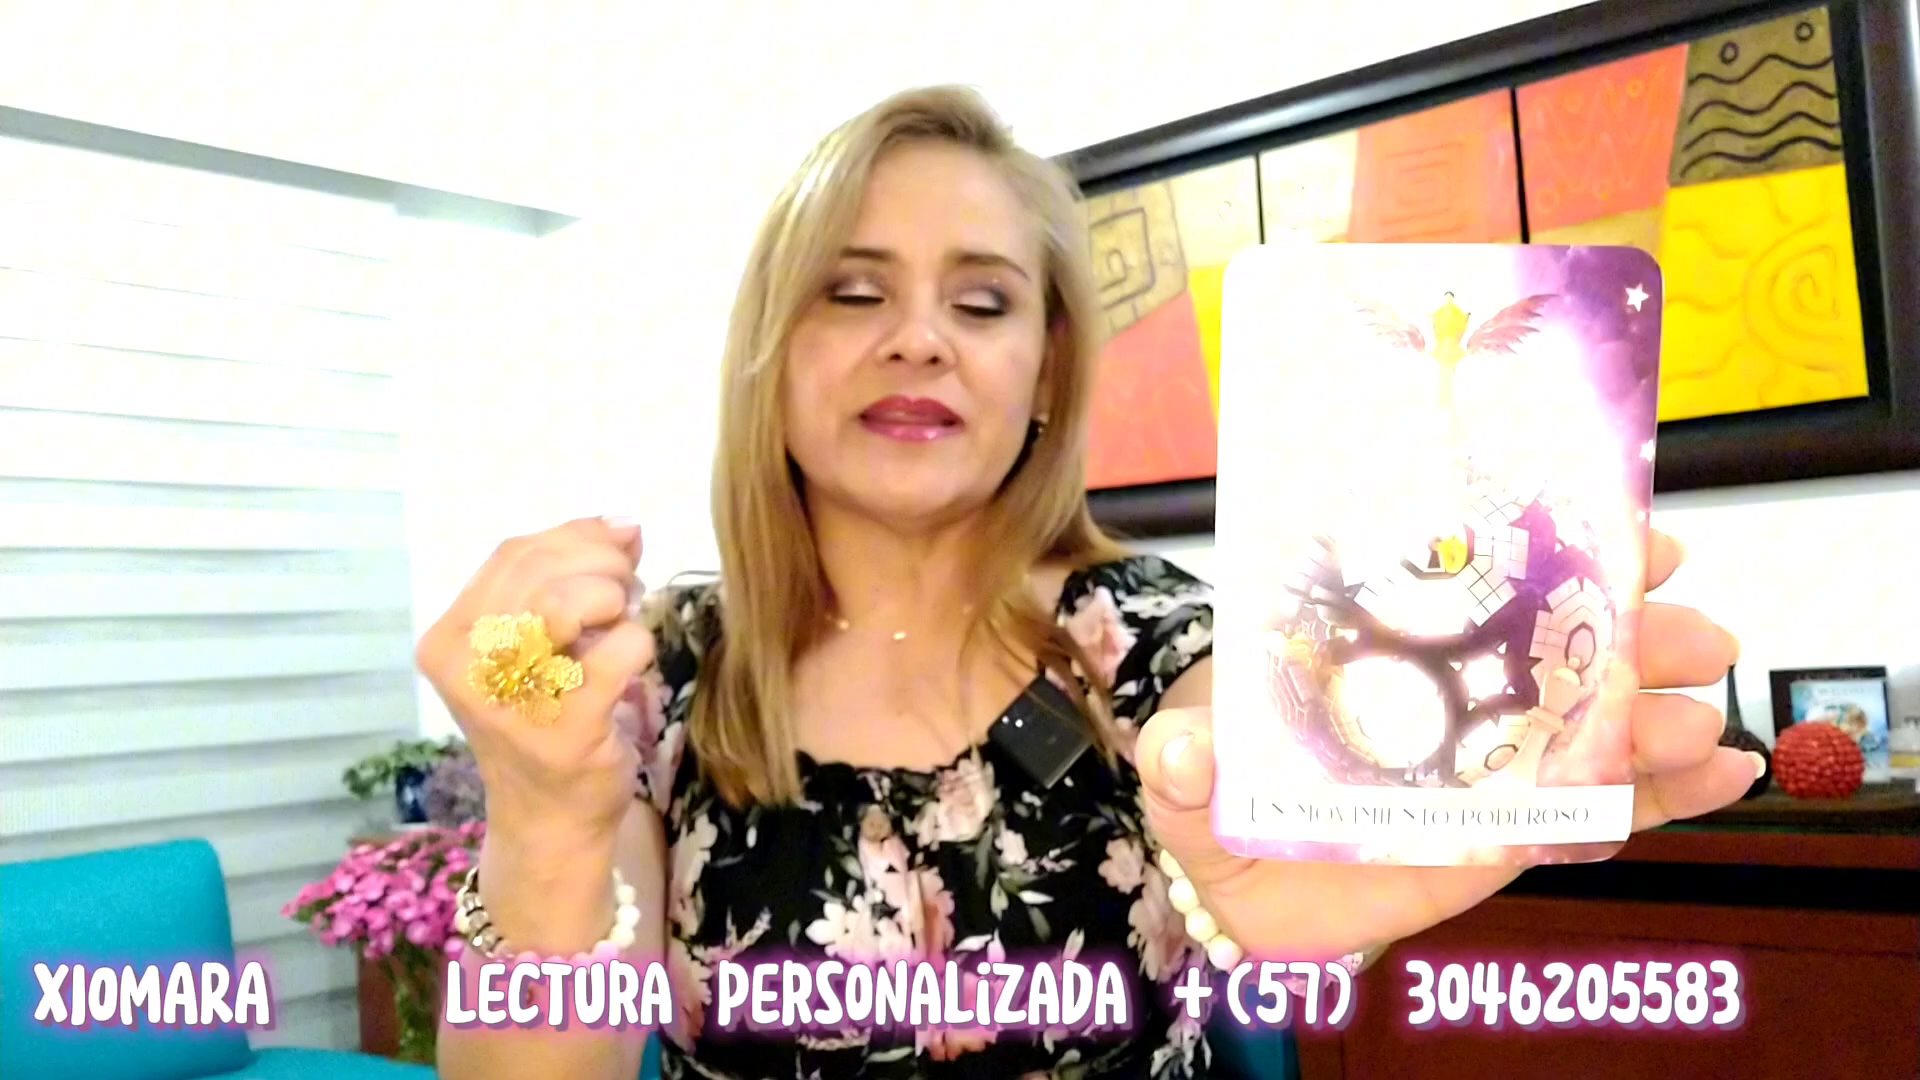 Un movimiento poderoso
XIOMARA LECTURA PERSONALiZADA +(57) 3046205583